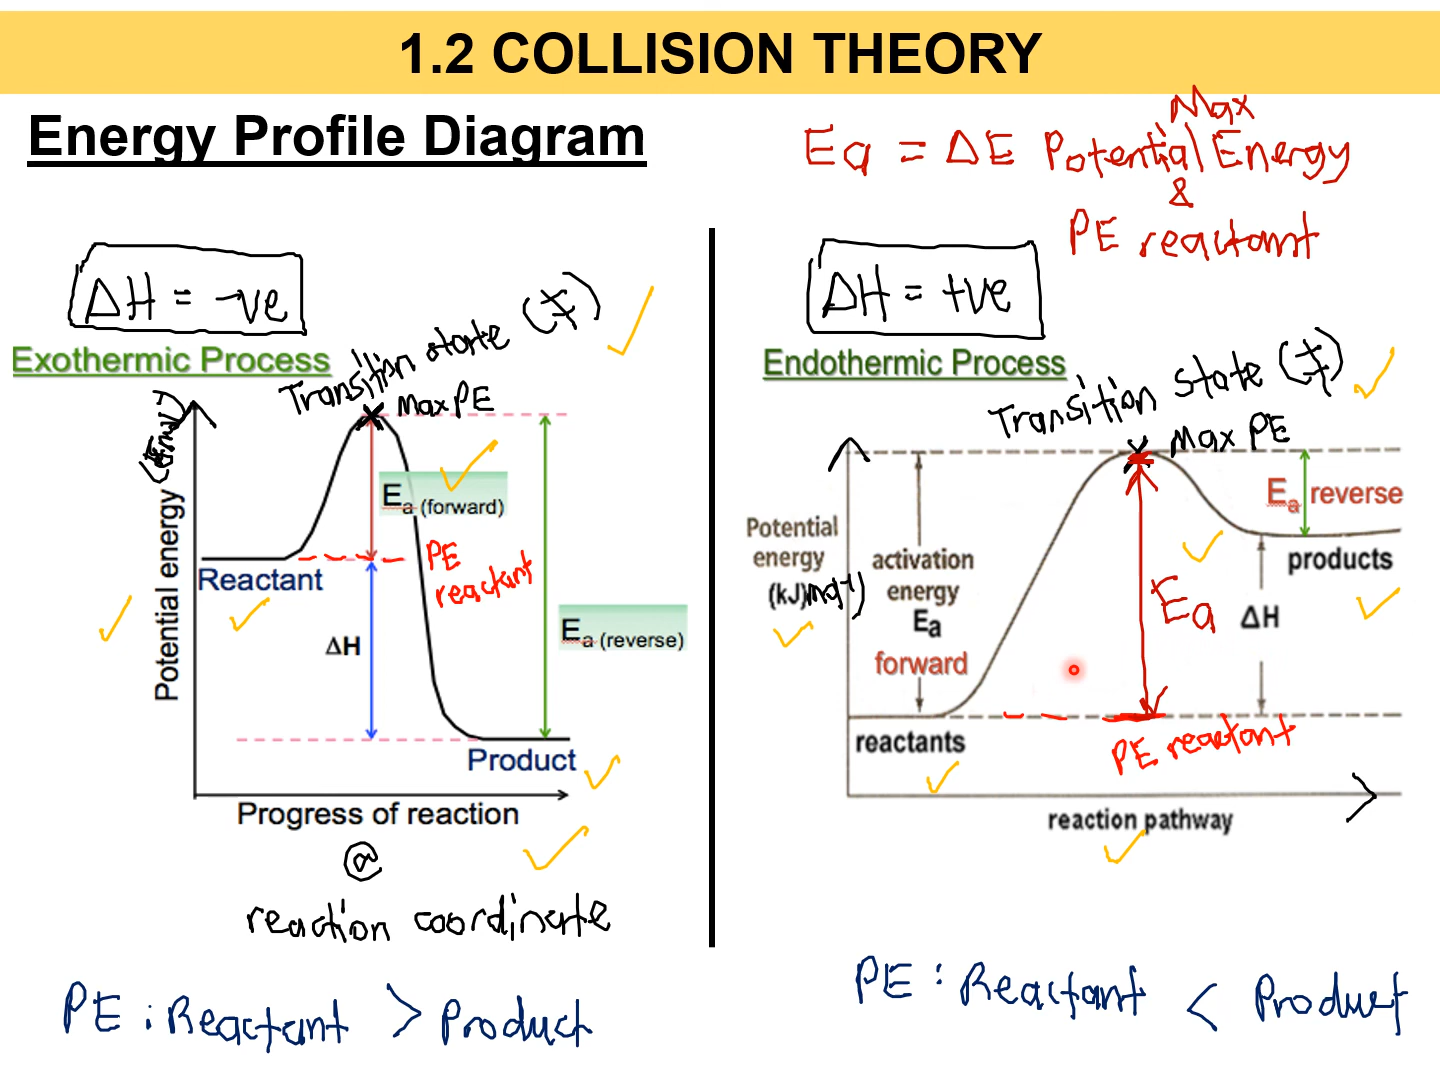 1.2 COLLISION THEORY
Energy Profile Diagram
Max
Ea = ΔE Potential Energy
&
PE reactant
ΔH = -ve
Exothermic Process
Transition state (‡)
Max PE
Potential energy
Ea (forward)
PE
reactant
Reactant
ΔH
Ea (reverse)
Product
Progress of reaction
@
reaction coordinate
PE : Reactant > Product
ΔH = +ve
Endothermic Process
Transition state (‡)
Max PE
Potential
energy
(kJ)
activation
energy
Ea
forward
Ea reverse
products
Ea
ΔH
reactants
PE reactant
reaction pathway
PE : Reactant < Product